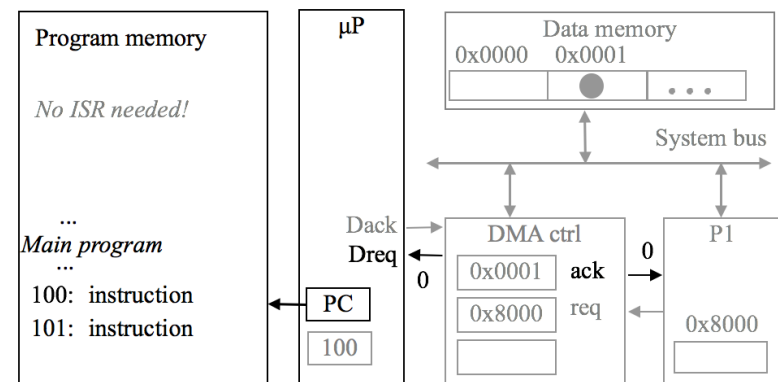 Program memory
No ISR needed!
...
Main program
...
100: instruction
101: instruction
μP
Dack
Dreq
0
PC
100
Data memory
0x0000 0x0001
...
System bus
DMA ctrl
0x0001 ack
0x8000 req
0
P1
0x8000